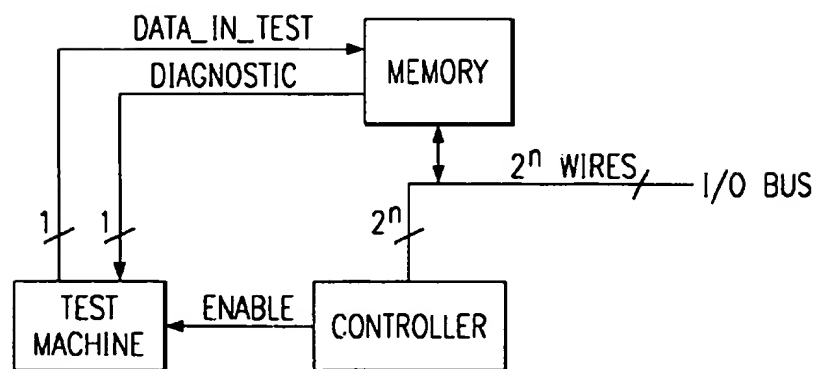 DATA_IN_TEST
MEMORY
DIAGNOSTIC
2ⁿ WIRES
I/O BUS
1
1
2ⁿ
TEST
MACHINE
ENABLE
CONTROLLER